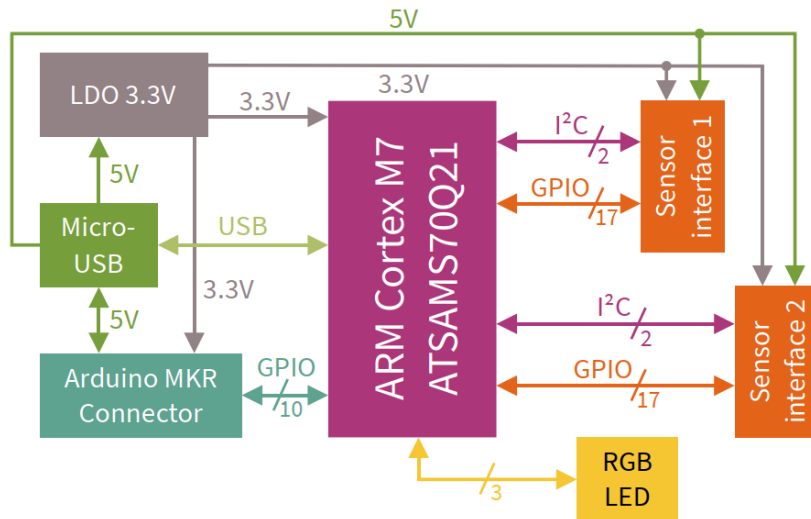 5V
LDO 3.3V
3.3V
3.3V
5V
Micro-
USB
USB
3.3V
5V
Arduino MKR
Connector
GPIO
10
ARM Cortex M7
ATSAMS70Q21
I²C
2
GPIO
17
Sensor
interface 1
I²C
2
GPIO
17
Sensor
interface 2
3
RGB
LED